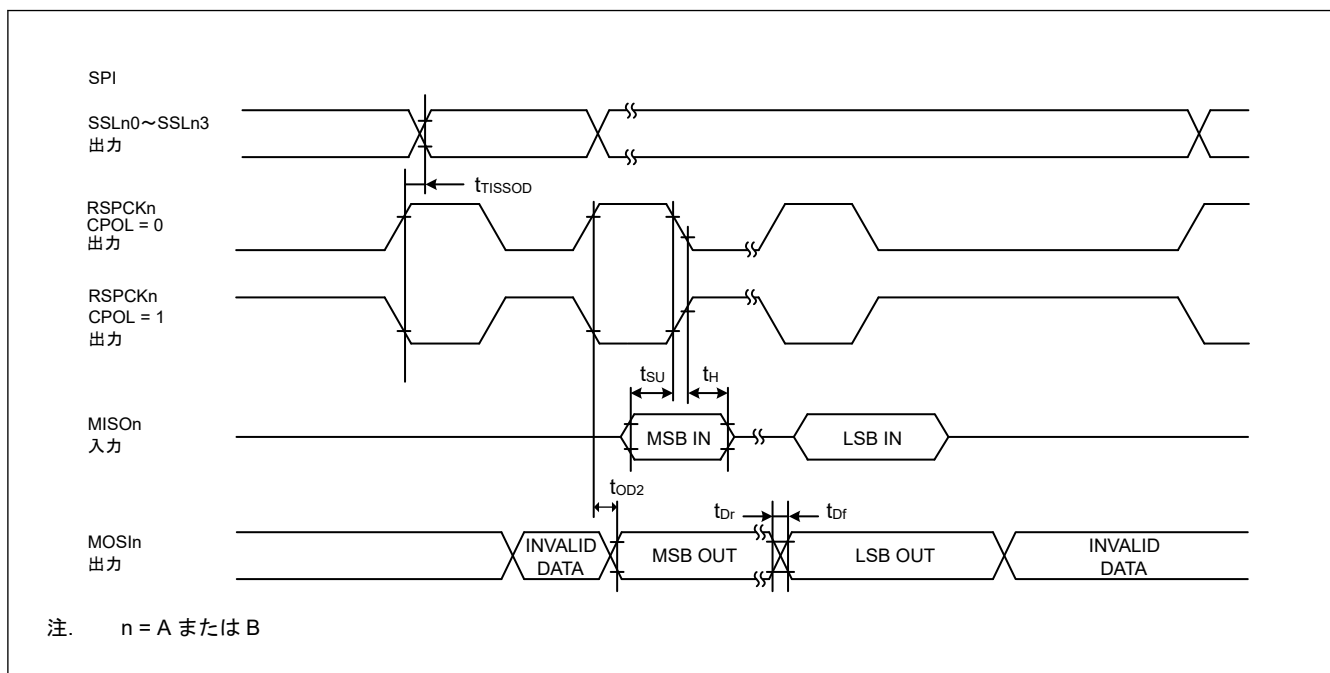 SPI
SSLn0～SSLn3
出力
tTISSOD
RSPCKn
CPOL = 0
出力
RSPCKn
CPOL = 1
出力
tSU
tH
MISOn
入力
MSB IN
LSB IN
tOD2
tDr
tDf
MOSIn
出力
INVALID
DATA
MSB OUT
LSB OUT
INVALID
DATA
注. n = A または B